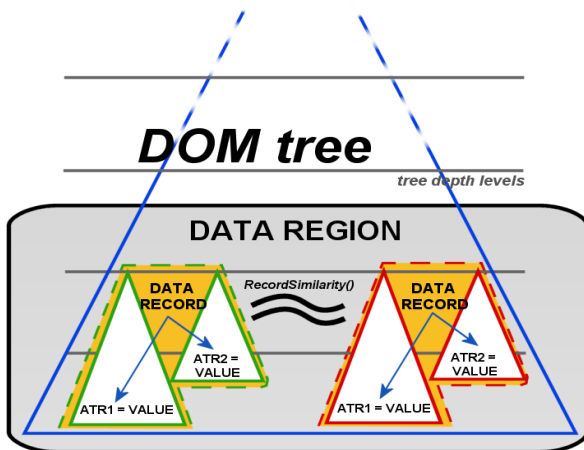 DOM tree
tree depth levels
DATA REGION
RecordSimilarity()
DATA
RECORD
ATR2 =
VALUE
ATR1 = VALUE
DATA
RECORD
ATR2 =
VALUE
ATR1 = VALUE